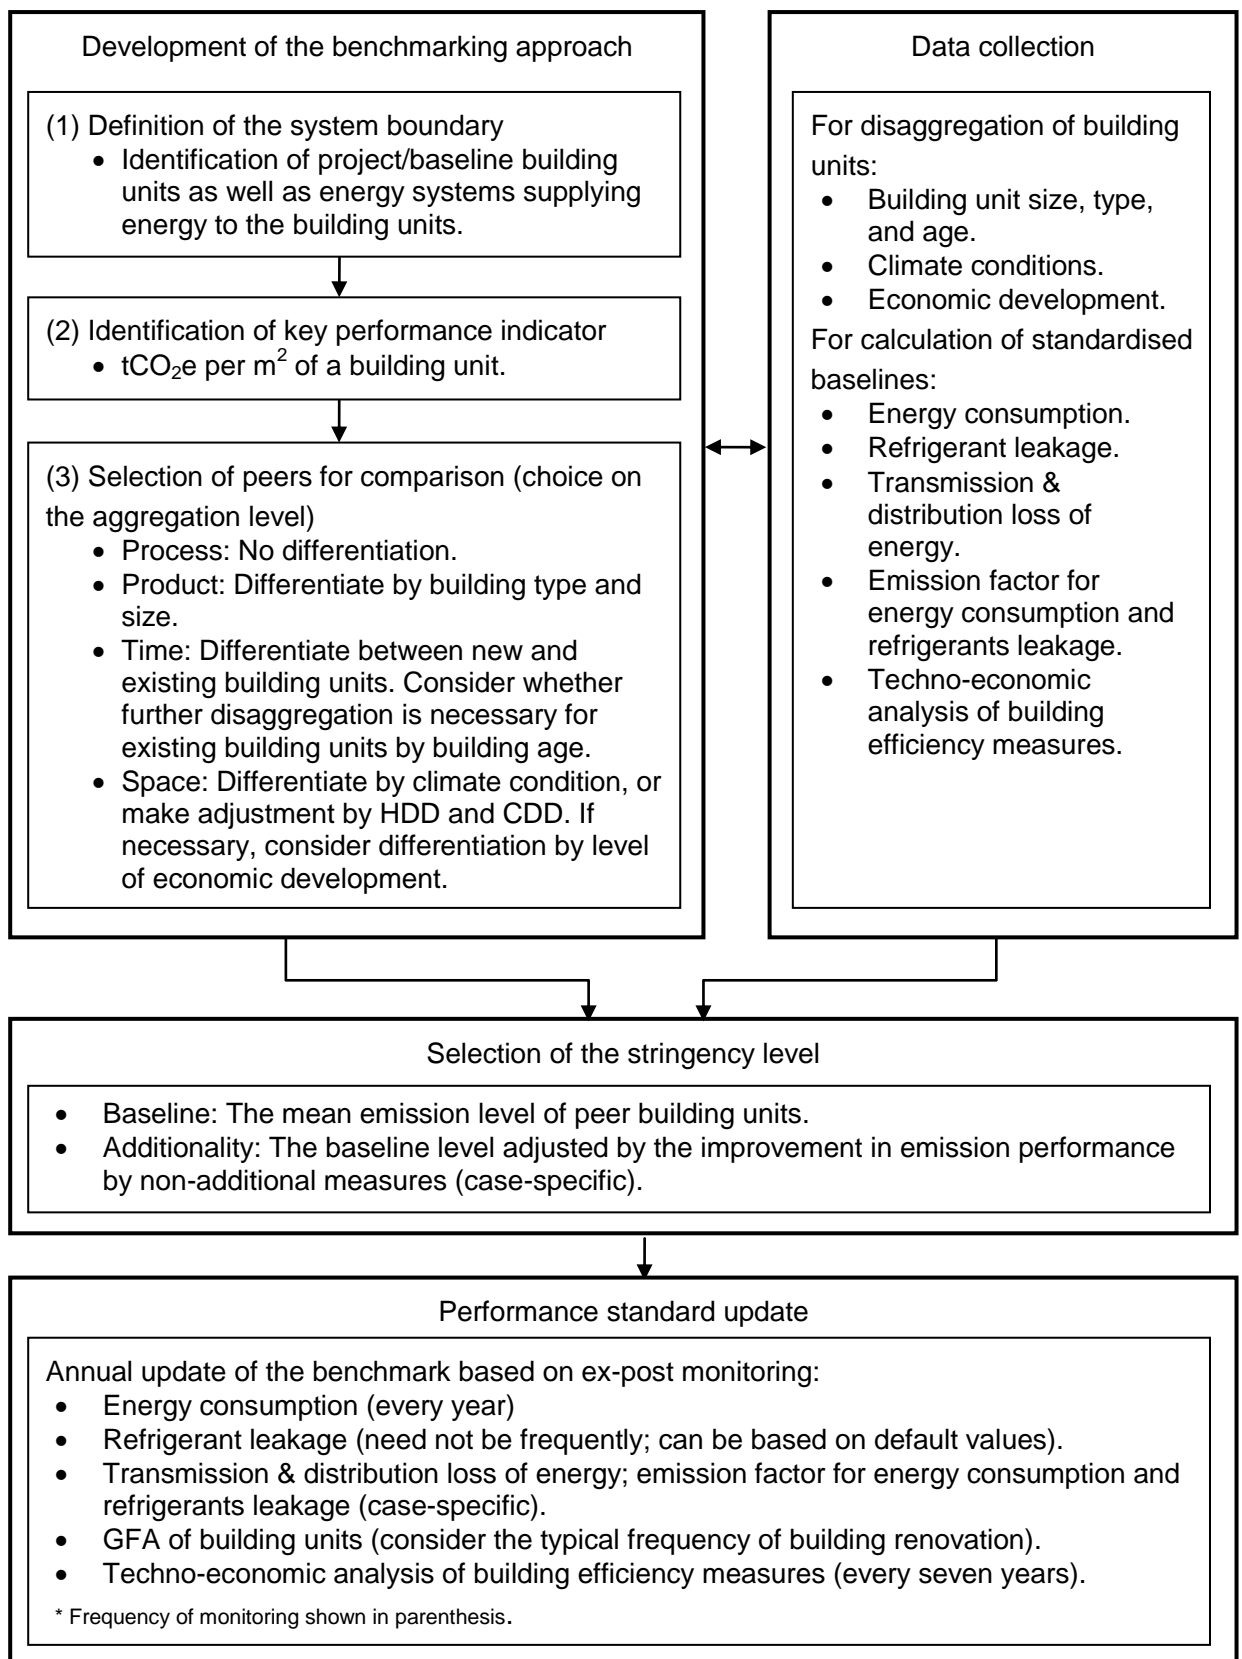 Development of the benchmarking approach
(1) Definition of the system boundary
• Identification of project/baseline building
units as well as energy systems supplying
energy to the building units.
(2) Identification of key performance indicator
• tCO₂e per m² of a building unit.
(3) Selection of peers for comparison (choice on
the aggregation level)
• Process: No differentiation.
• Product: Differentiate by building type and
size.
• Time: Differentiate between new and
existing building units. Consider whether
further disaggregation is necessary for
existing building units by building age.
• Space: Differentiate by climate condition, or
make adjustment by HDD and CDD. If
necessary, consider differentiation by level
of economic development.
Data collection
For disaggregation of building
units:
• Building unit size, type,
and age.
• Climate conditions.
• Economic development.
For calculation of standardised
baselines:
• Energy consumption.
• Refrigerant leakage.
• Transmission &
distribution loss of
energy.
• Emission factor for
energy consumption and
refrigerants leakage.
• Techno-economic
analysis of building
efficiency measures.
Selection of the stringency level
• Baseline: The mean emission level of peer building units.
• Additionality: The baseline level adjusted by the improvement in emission performance
by non-additional measures (case-specific).
Performance standard update
Annual update of the benchmark based on ex-post monitoring:
• Energy consumption (every year)
• Refrigerant leakage (need not be frequently; can be based on default values).
• Transmission & distribution loss of energy; emission factor for energy consumption and
refrigerants leakage (case-specific).
• GFA of building units (consider the typical frequency of building renovation).
• Techno-economic analysis of building efficiency measures (every seven years).
* Frequency of monitoring shown in parenthesis.